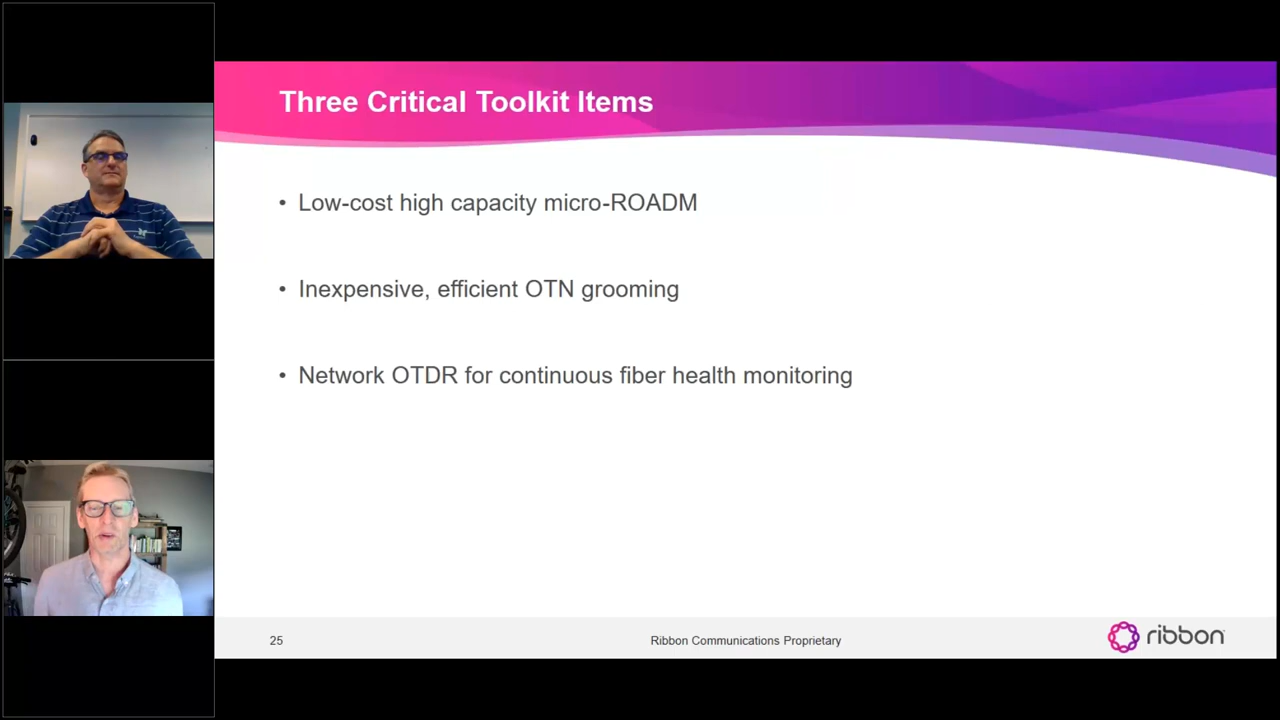 Three Critical Toolkit Items
• Low-cost high capacity micro-ROADM
• Inexpensive, efficient OTN grooming
• Network OTDR for continuous fiber health monitoring
25
Ribbon Communications Proprietary
ribbon